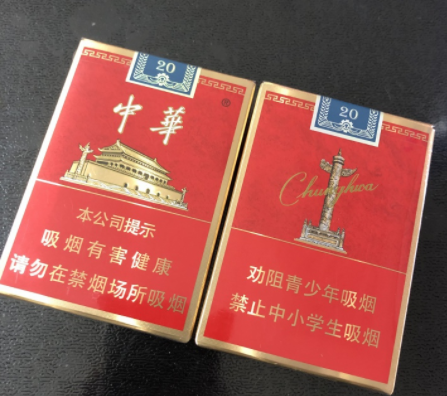 20
中華
®
本公司提示
吸烟有害健康
请勿在禁烟场所吸烟
20
Chunghwa
劝阻青少年吸烟
禁止中小学生吸烟